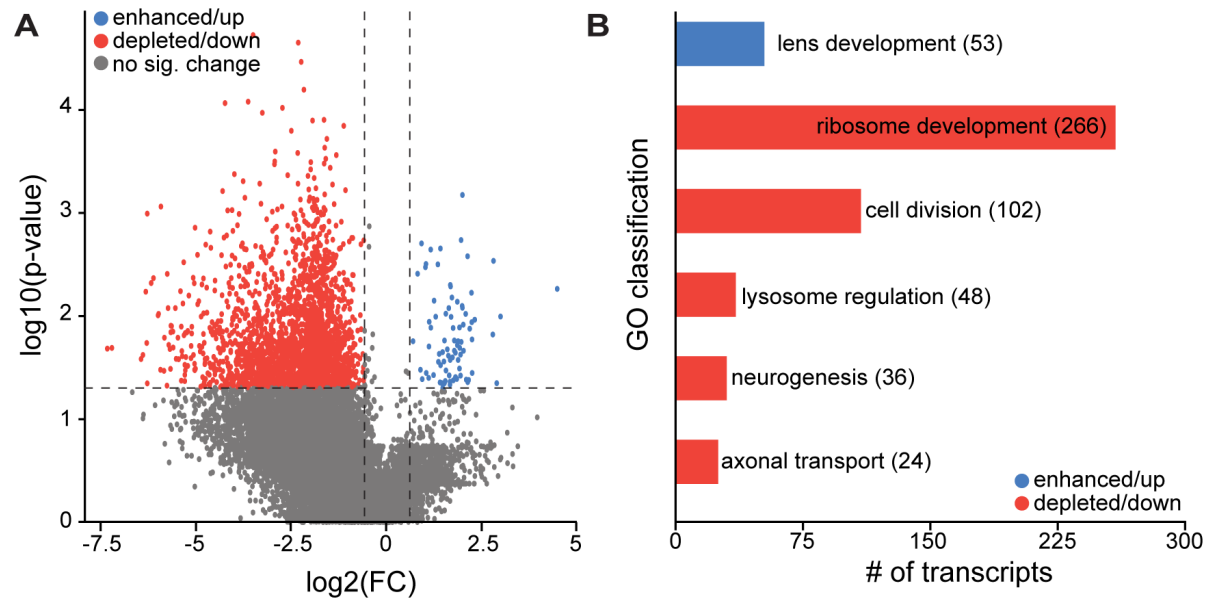 A
enhanced/up
depleted/down
no sig. change
log10(p-value)
4
3
2
1
0
-7.5
-5
-2.5
0
2.5
5
log2(FC)
B
GO classification
lens development (53)
ribosome development (266)
cell division (102)
lysosome regulation (48)
neurogenesis (36)
axonal transport (24)
enhanced/up
depleted/down
0
75
150
225
300
# of transcripts